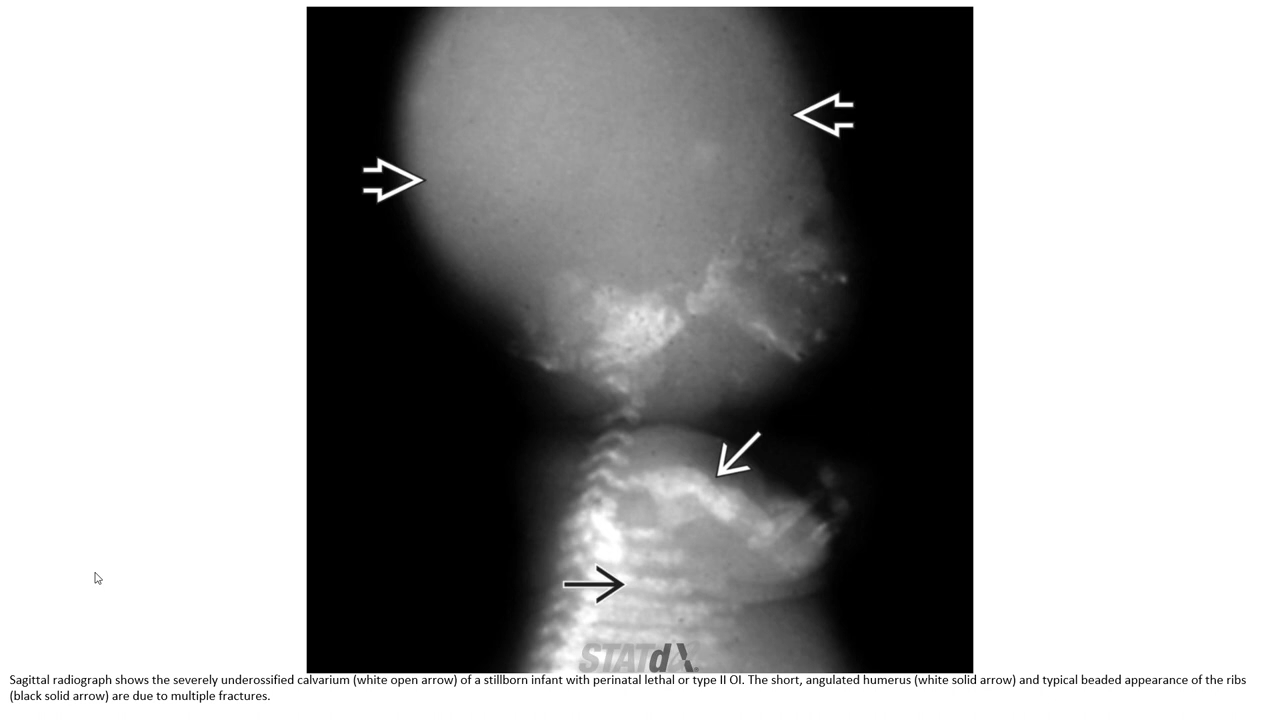 STATdX
Sagittal radiograph shows the severely underossified calvarium (white open arrow) of a stillborn infant with perinatal lethal or type II OI. The short, angulated humerus (white solid arrow) and typical beaded appearance of the ribs
(black solid arrow) are due to multiple fractures.